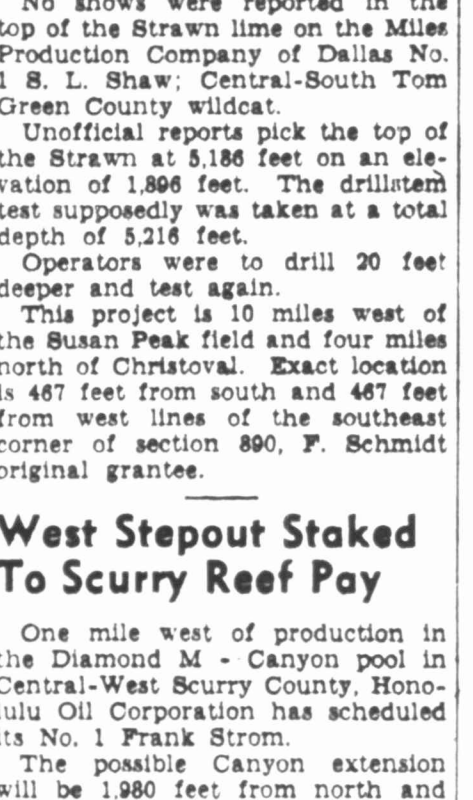 No shows were reported in the
top of the Strawn lime on the Miles
Production Company of Dallas No.
1 S. L. Shaw; Central-South Tom
Green County wildcat.
Unofficial reports pick the top of
the Strawn at 5,186 feet on an ele-
vation of 1,896 feet. The drillstem
test supposedly was taken at a total
depth of 5,216 feet.
Operators were to drill 20 feet
deeper and test again.
This project is 10 miles west of
the Susan Peak field and four miles
north of Christoval. Exact location
is 467 feet from south and 467 feet
from west lines of the southeast
corner of section 890, F. Schmidt
original grantee.
West Stepout Staked
To Scurry Reef Pay
One mile west of production in
the Diamond M - Canyon pool in
Central-West Scurry County, Hono-
lulu Oil Corporation has scheduled
its No. 1 Frank Strom.
The possible Canyon extension
will be 1,980 feet from north and